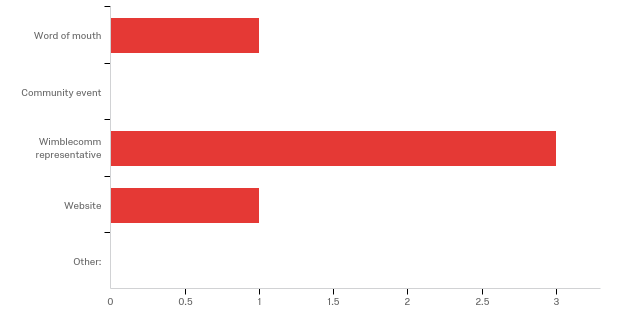 Word of mouth
Community event
Wimblecomm
representative
Website
Other:
0 0.5 1 1.5 2 2.5 3